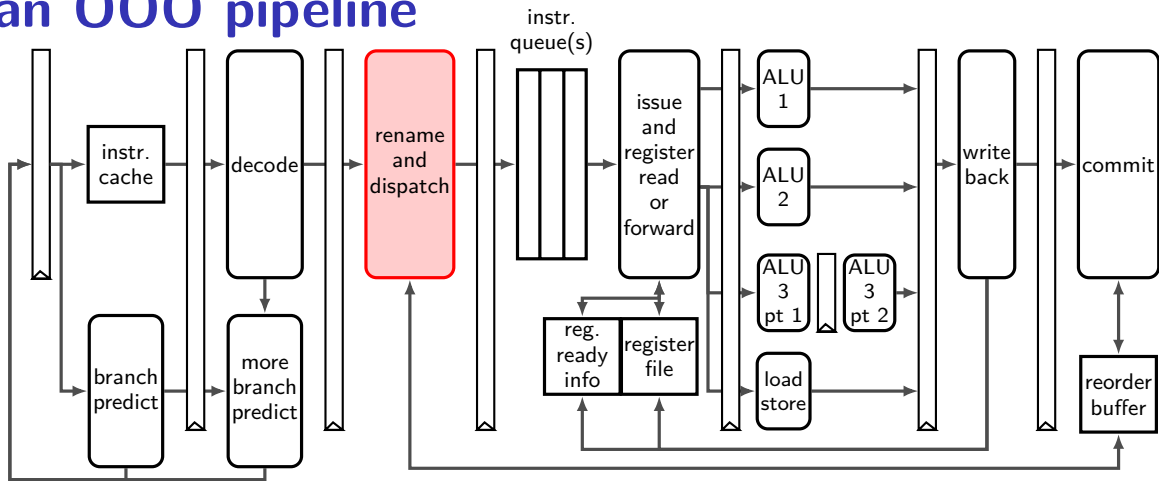 an OOO pipeline
instr.
queue(s)
instr.
cache
decode
rename
and
dispatch
issue
and
register
read
or
forward
ALU
1
ALU
2
ALU
3
pt 1
ALU
3
pt 2
load
store
write
back
commit
branch
predict
more
branch
predict
reg.
ready
info
register
file
reorder
buffer